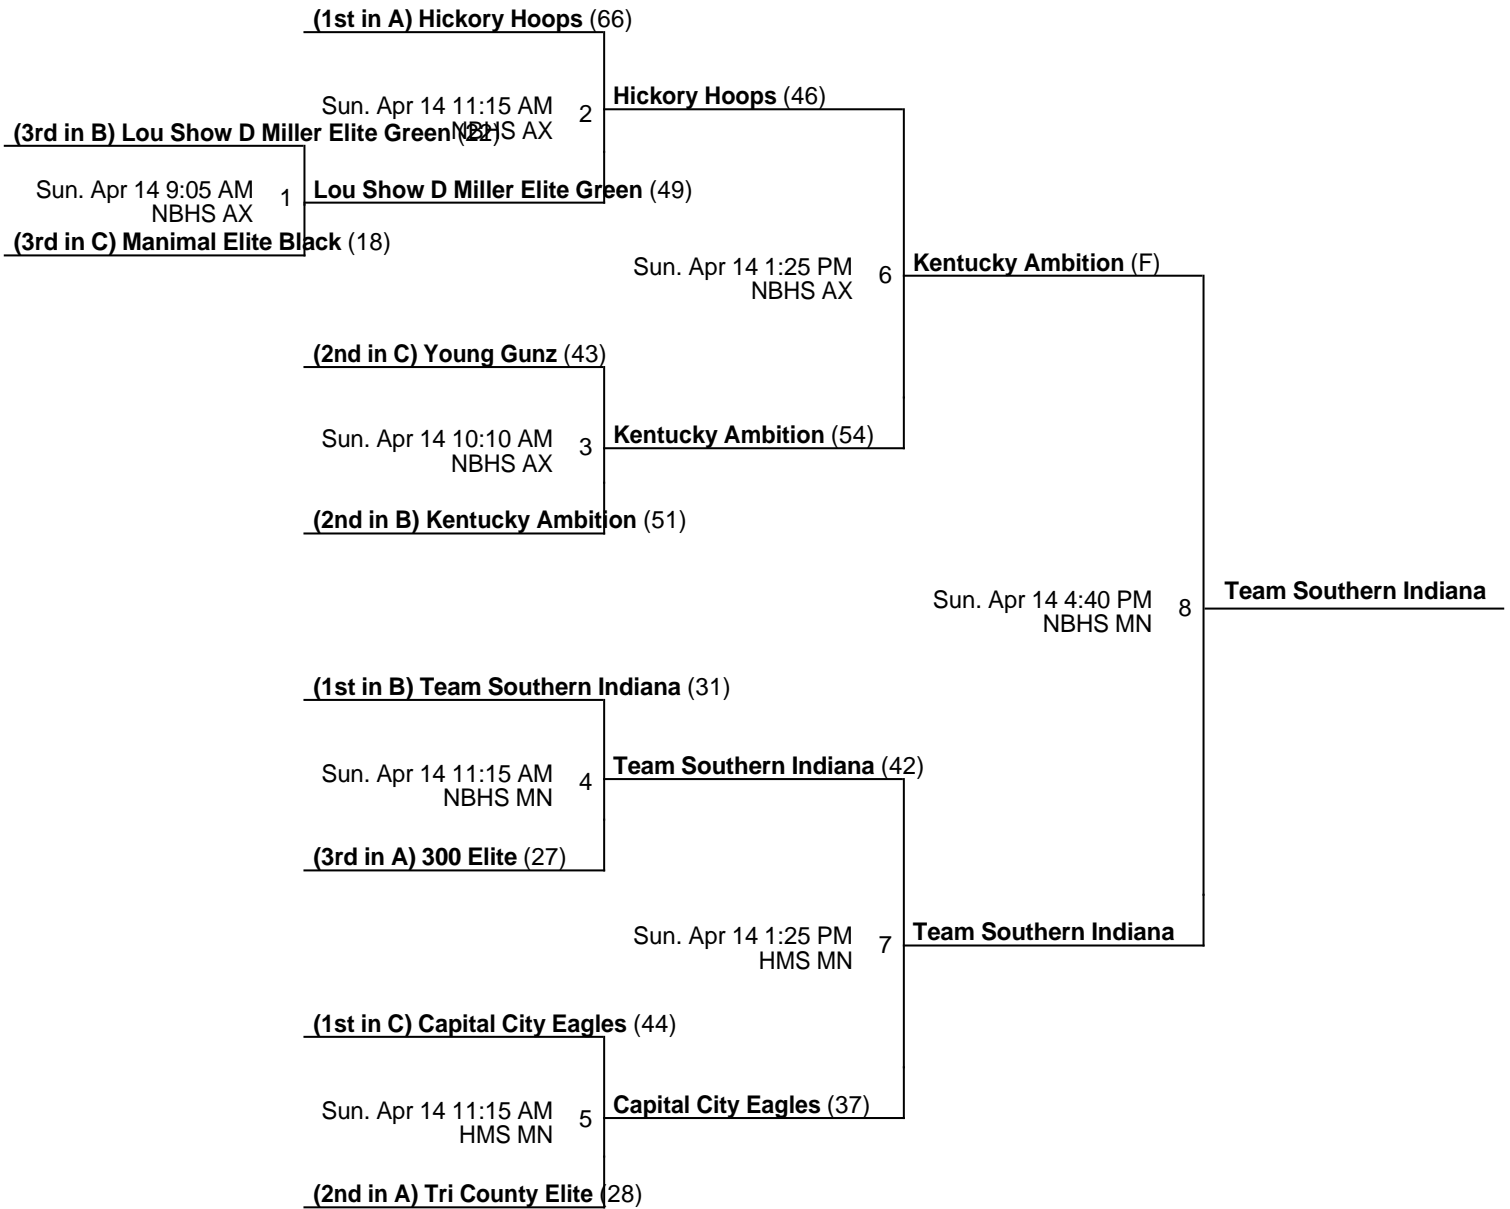 (1st in A) Hickory Hoops (66)
Sun. Apr 14 11:15 AM
NBHS AX
2
Hickory Hoops (46)
(3rd in B) Lou Show D Miller Elite Green (22)
Sun. Apr 14 9:05 AM
NBHS AX
1
Lou Show D Miller Elite Green (49)
(3rd in C) Manimal Elite Black (18)
Sun. Apr 14 1:25 PM
NBHS AX
6
Kentucky Ambition (F)
(2nd in C) Young Gunz (43)
Sun. Apr 14 10:10 AM
NBHS AX
3
Kentucky Ambition (54)
(2nd in B) Kentucky Ambition (51)
Sun. Apr 14 4:40 PM
NBHS MN
8
Team Southern Indiana
(1st in B) Team Southern Indiana (31)
Sun. Apr 14 11:15 AM
NBHS MN
4
Team Southern Indiana (42)
(3rd in A) 300 Elite (27)
Sun. Apr 14 1:25 PM
HMS MN
7
Team Southern Indiana
(1st in C) Capital City Eagles (44)
Sun. Apr 14 11:15 AM
HMS MN
5
Capital City Eagles (37)
(2nd in A) Tri County Elite (28)